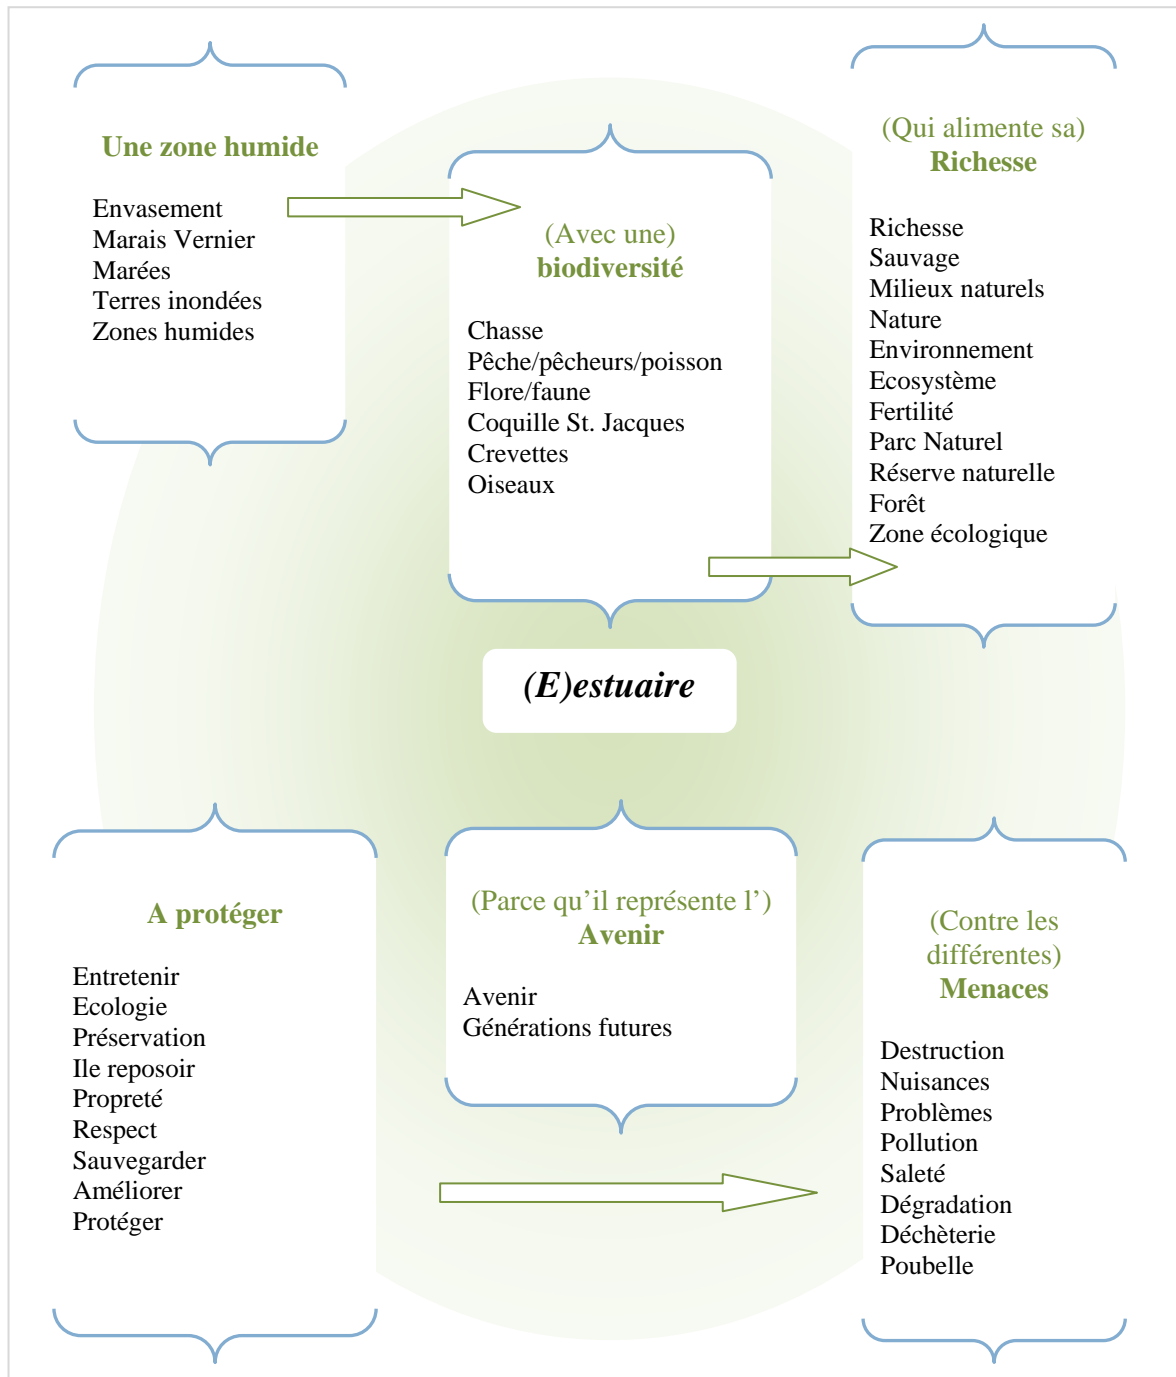 Une zone humide
Envasement
Marais Vernier
Marées
Terres inondées
Zones humides
(Avec une)
biodiversité
Chasse
Pêche/pêcheurs/poisson
Flore/faune
Coquille St. Jacques
Crevettes
Oiseaux
(Qui alimente sa)
Richesse
Richesse
Sauvage
Milieux naturels
Nature
Environnement
Ecosystème
Fertilité
Parc Naturel
Réserve naturelle
Forêt
Zone écologique
(E)estuaire
A protéger
Entretenir
Ecologie
Préservation
Ile reposoir
Propreté
Respect
Sauvegarder
Améliorer
Protéger
(Parce qu’il représente l’)
Avenir
Avenir
Générations futures
(Contre les
différentes)
Menaces
Destruction
Nuisances
Problèmes
Pollution
Saleté
Dégradation
Déchèterie
Poubelle